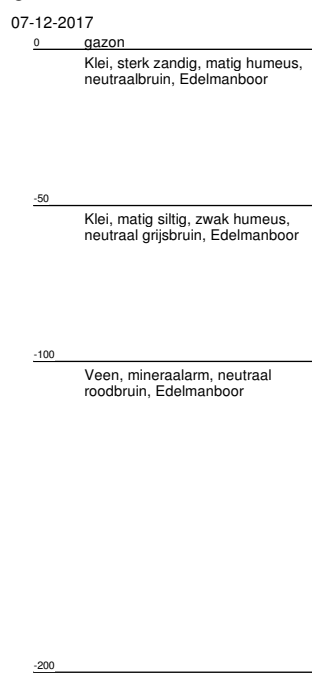 07-12-2017
0 gazon
Klei, sterk zandig, matig humeus,
neutraalbruin, Edelmanboor
-50
Klei, matig siltig, zwak humeus,
neutraal grijsbruin, Edelmanboor
-100
Veen, mineraalarm, neutraal
roodbruin, Edelmanboor
-200